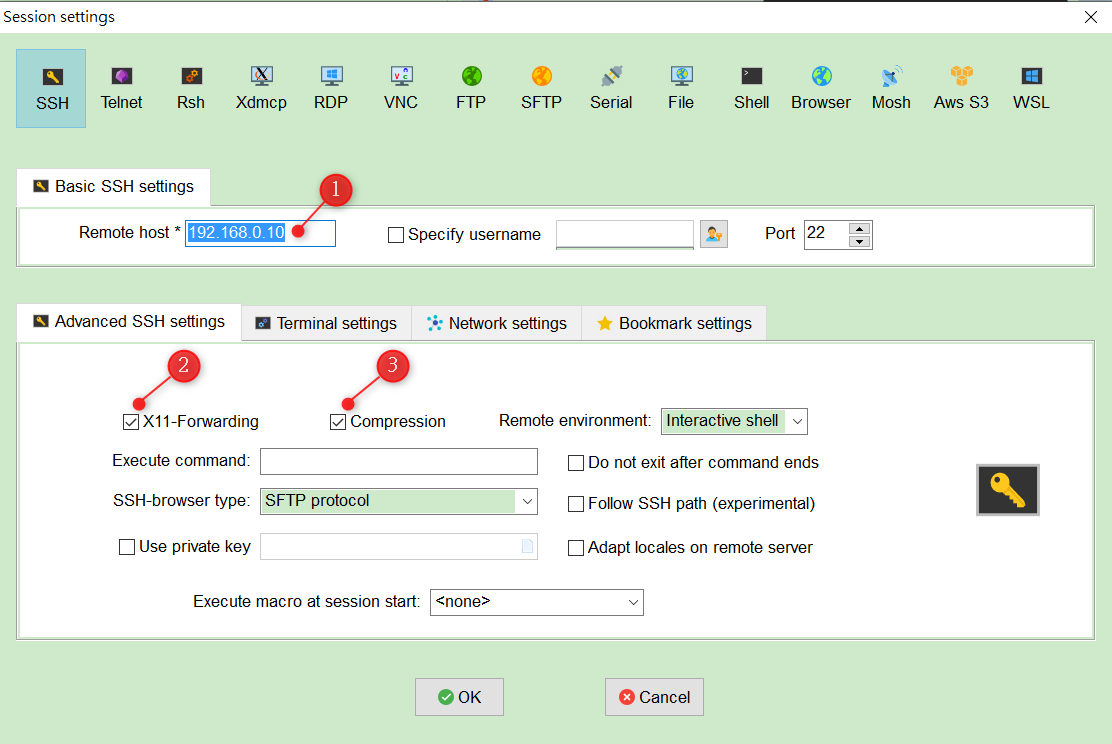 Session settings
SSH Telnet Rsh Xdmcp RDP VNC FTP SFTP Serial File Shell Browser Mosh Aws S3 WSL
Basic SSH settings
1
Remote host * 192.168.0.10 Specify username Port 22
Advanced SSH settings Terminal settings Network settings Bookmark settings
2 3
X11-Forwarding Compression Remote environment: Interactive shell
Execute command: Do not exit after command ends
SSH-browser type: SFTP protocol Follow SSH path (experimental)
Use private key Adapt locales on remote server
Execute macro at session start: <none>
OK Cancel